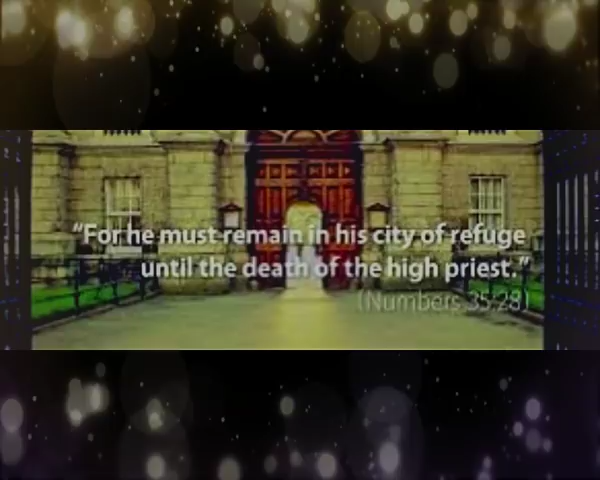 “For he must remain in his city of refuge
until the death of the high priest.”
(Numbers 35:28)